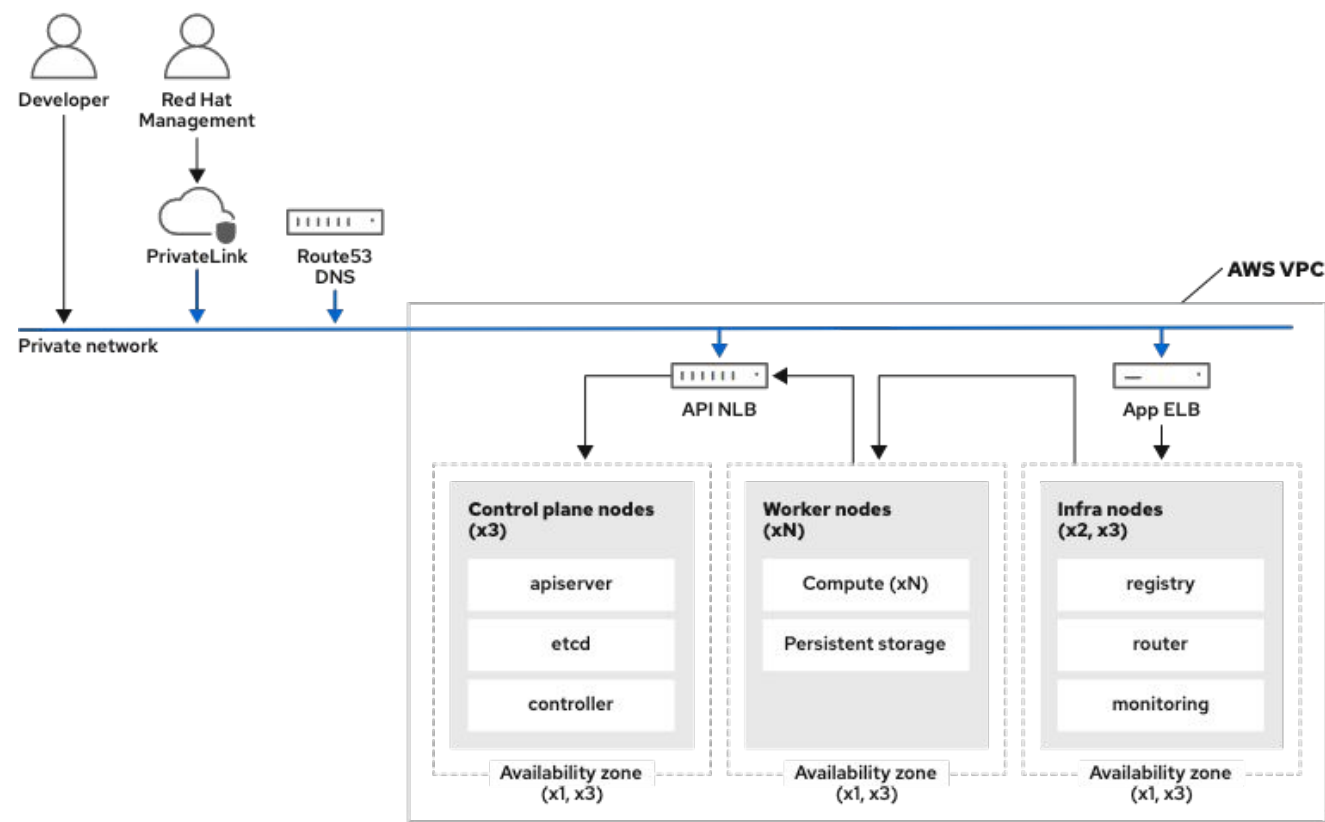 Developer
Red Hat
Management
PrivateLink
Route53
DNS
AWS VPC
Private network
API NLB
App ELB
Control plane nodes
(x3)
apiserver
etcd
controller
Availability zone
(x1, x3)
Worker nodes
(xN)
Compute (xN)
Persistent storage
Availability zone
(x1, x3)
Infra nodes
(x2, x3)
registry
router
monitoring
Availability zone
(x1, x3)